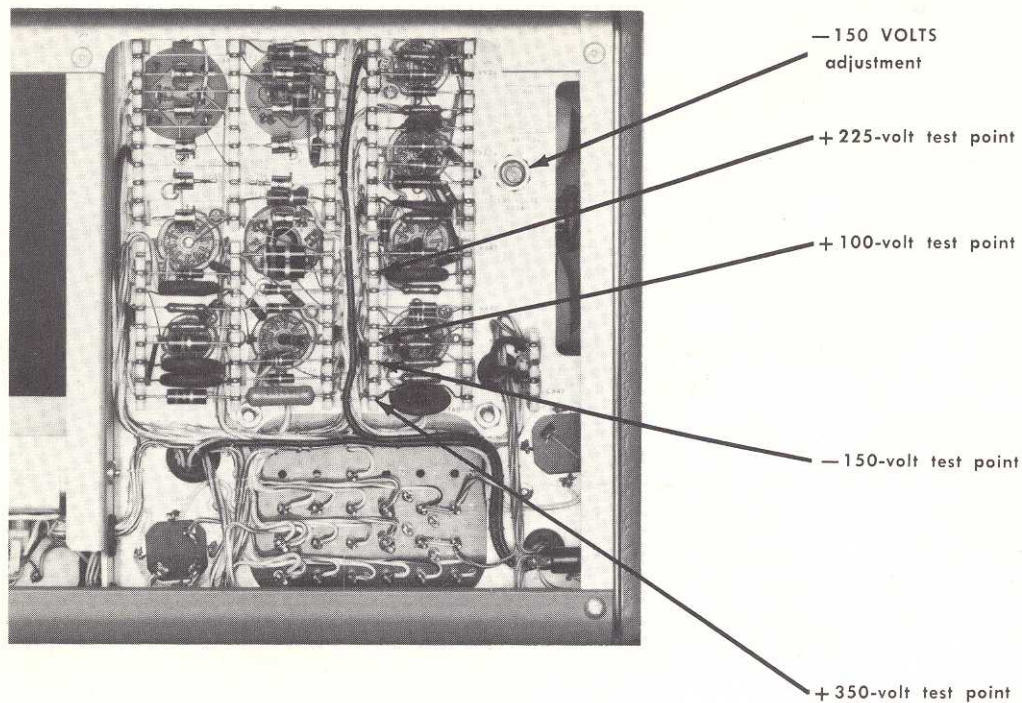 —150 VOLTS
adjustment
+225-volt test point
+100-volt test point
—150-volt test point
+350-volt test point